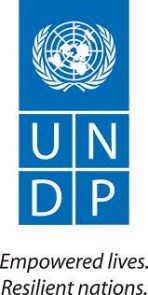 U N
D P
Empowered lives.
Resilient nations.